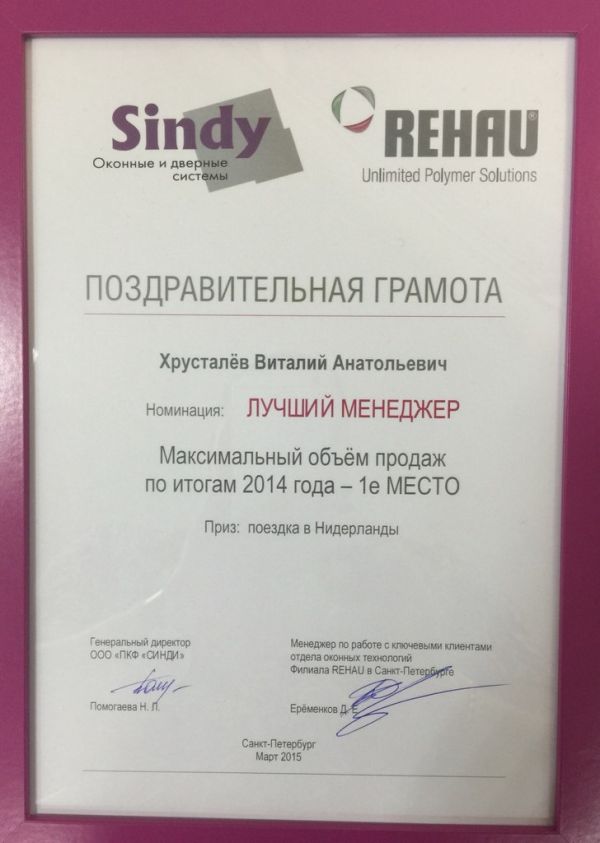 Sindy
Оконные и дверные
системы
REHAU®
Unlimited Polymer Solutions
ПОЗДРАВИТЕЛЬНАЯ ГРАМОТА
Хрусталёв Виталий Анатольевич
Номинация: ЛУЧШИЙ МЕНЕДЖЕР
Максимальный объём продаж
по итогам 2014 года – 1е МЕСТО
Приз: поездка в Нидерланды
Генеральный директор
ООО «ПКФ «СИНДИ»
Помогаева Н. Л.
Менеджер по работе с ключевыми клиентами
отдела оконных технологий
Филиала REHAU в Санкт-Петербурге
Ерёменков Д. Е.
Санкт-Петербург
Март 2015